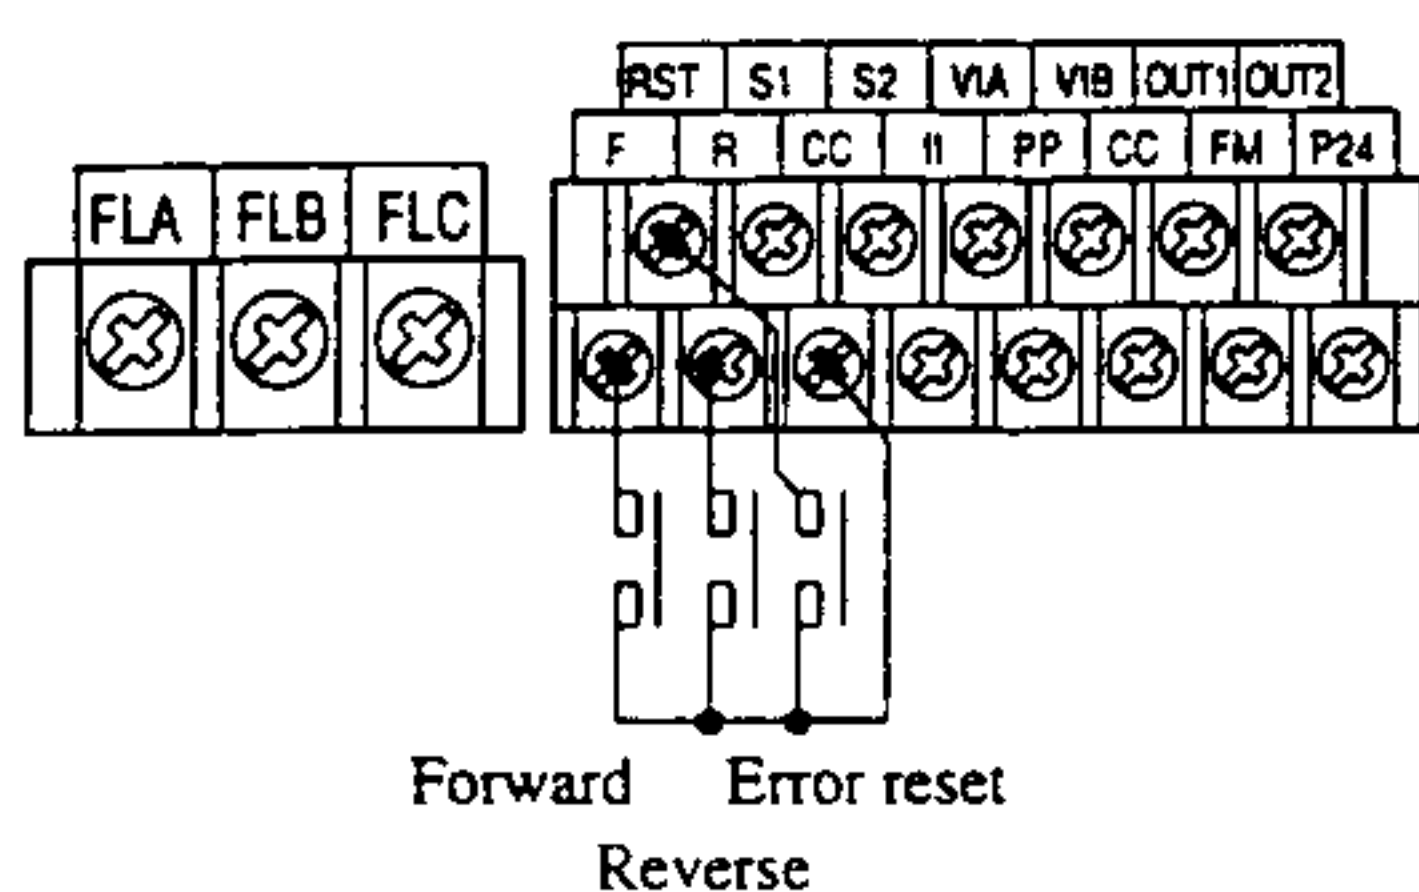 RST S1 S2 VIA VIB OUT1 OUT2
F R CC II PP CC FM P24
FLA FLB FLC
Forward Error reset
Reverse